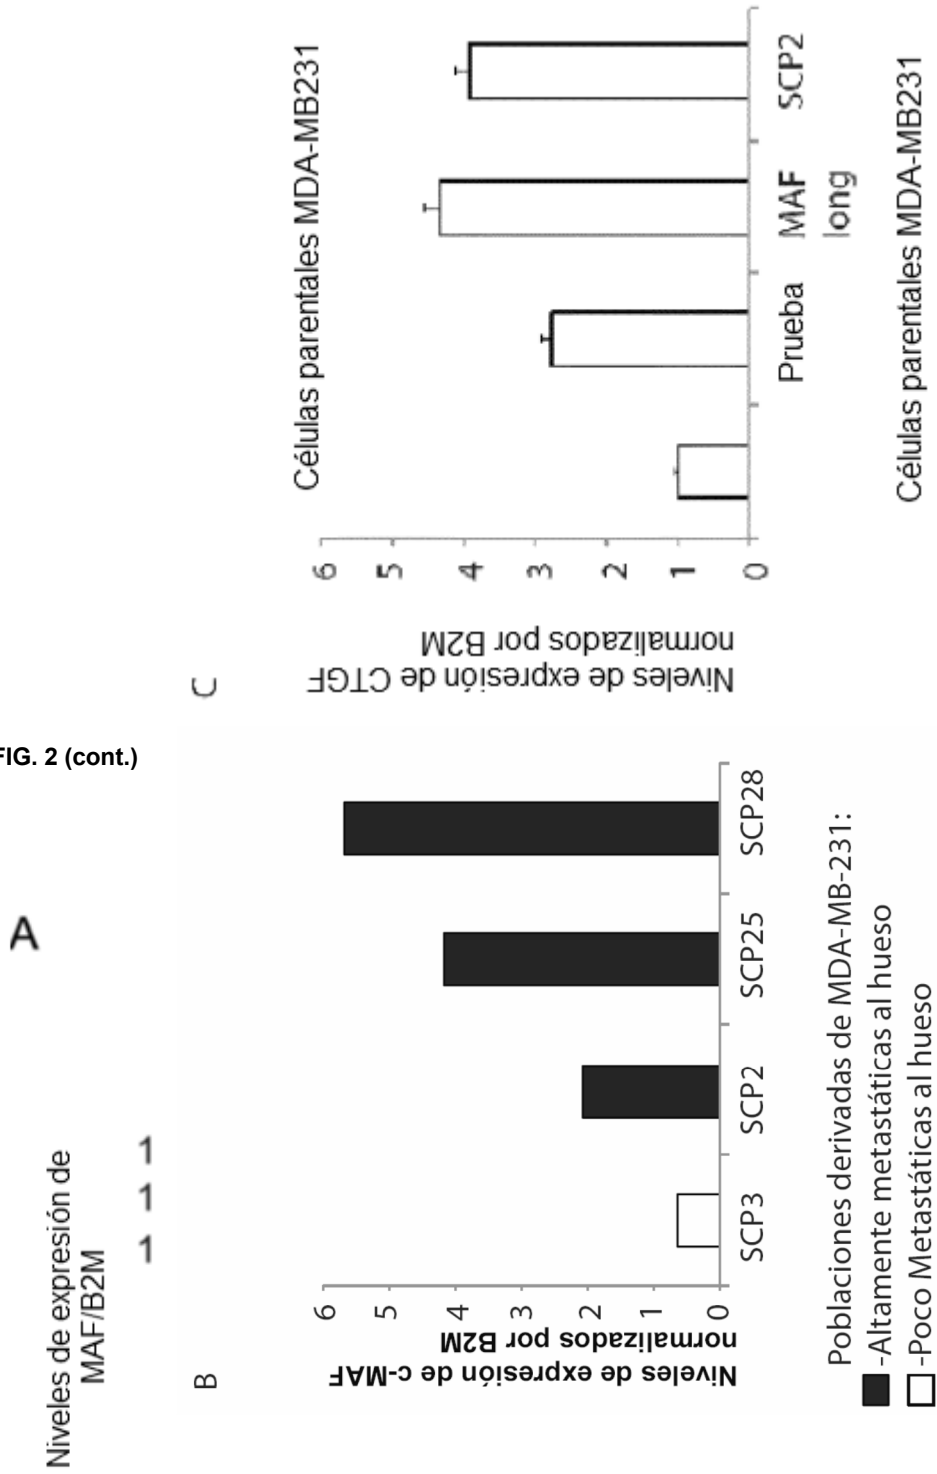 FIG. 2 (cont.)
A
Niveles de expresión de
MAF/B2M
1 1 1
B
Niveles de expresión de c-MAF
normalizados por B2M
6
5
4
3
2
1
0
SCP3 SCP2 SCP25 SCP28
Poblaciones derivadas de MDA-MB-231:
-Altamente metastáticas al hueso
-Poco Metastáticas al hueso
C
Células parentales MDA-MB231
Niveles de expresión de CTGF
normalizados por B2M
6
5
4
3
2
1
0
Prueba MAF SCP2
long
Células parentales MDA-MB231